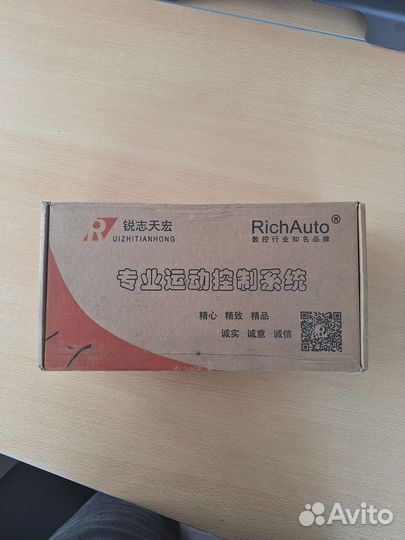 R 锐志天宏
UIZHITIANHONG
RichAuto®
数控行业知名品牌
专业运动控制系统
精心 精致 精品
诚实 诚意 诚信
Avito